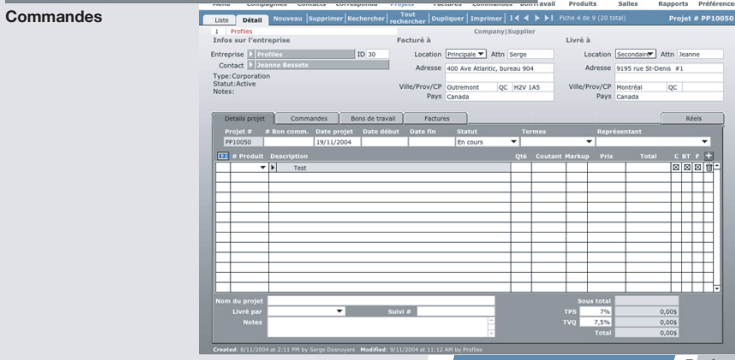 Commandes
Menu Compagnies Contacts Corresponda Projets Factures Commandes BonTravail Produits Salles Rapports Préférences
Liste Détail Nouveau Supprimer Rechercher Tout rechercher Dupliquer Imprimer Fiche 4 de 9 (20 total) Projet # PP10050
1 Profiles Company|Supplier
Infos sur l'entreprise Facturé à Livré à
Entreprise Profiles ID 30 Location Principale Attn Serge Location Secondaire Attn Jeanne
Contact Jeanne Bessete Adresse 400 Ave Atlantic, bureau 904 Adresse 9195 rue St-Denis #1
Type:Corporation
Statut:Active Ville/Prov/CP Outremont QC H2V 1A5 Ville/Prov/CP Montréal QC
Notes: Pays Canada Pays Canada
Details projet Commandes Bons de travail Factures Réels
Projet # # Bon comm. Date projet Date début Date fin Statut Termes Représentant
PP10050 19/11/2004 En cours
# Produit Description Qté Coutant Markup Prix Total C BT F +
Test
Nom du projet Sous total
Livré par Suivi # TPS 7% 0,00$
Notes TVQ 7,5% 0,00$
Total 0,00$
Created: 9/11/2004 at 2:11 PM by Serge Desnoyers Modified: 9/11/2004 at 11:12 AM by Profiles